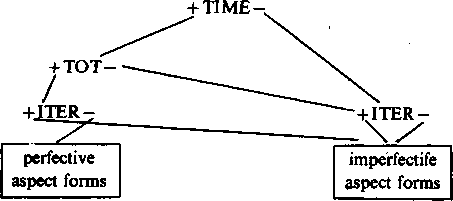 + TIME –
+ TOT –
+ ITER – + ITER –
perfective imperfectife
aspect forms aspect forms